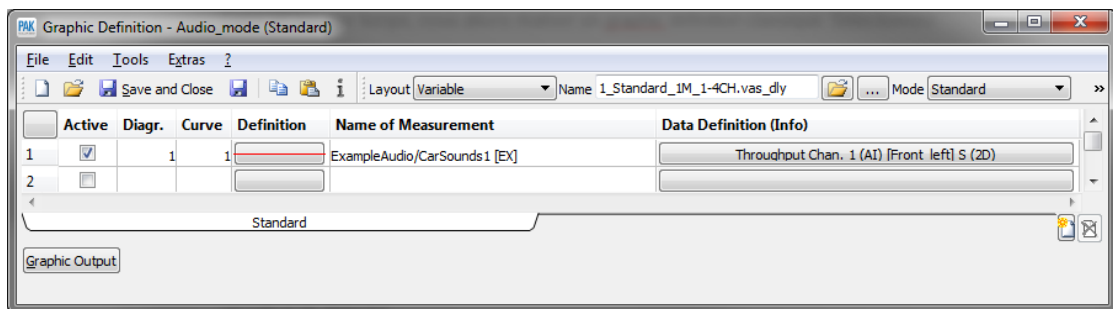 PAK Graphic Definition - Audio_mode (Standard)
File Edit Tools Extras ?
Save and Close i Layout Variable Name 1_Standard_1M_1-4CH.vas_dly ... Mode Standard »
Active Diagr. Curve Definition Name of Measurement Data Definition (Info)
1 1 1 ExampleAudio/CarSounds1 [EX] Throughput Chan. 1 (AI) [Front_left] S (2D)
2
Standard
Graphic Output